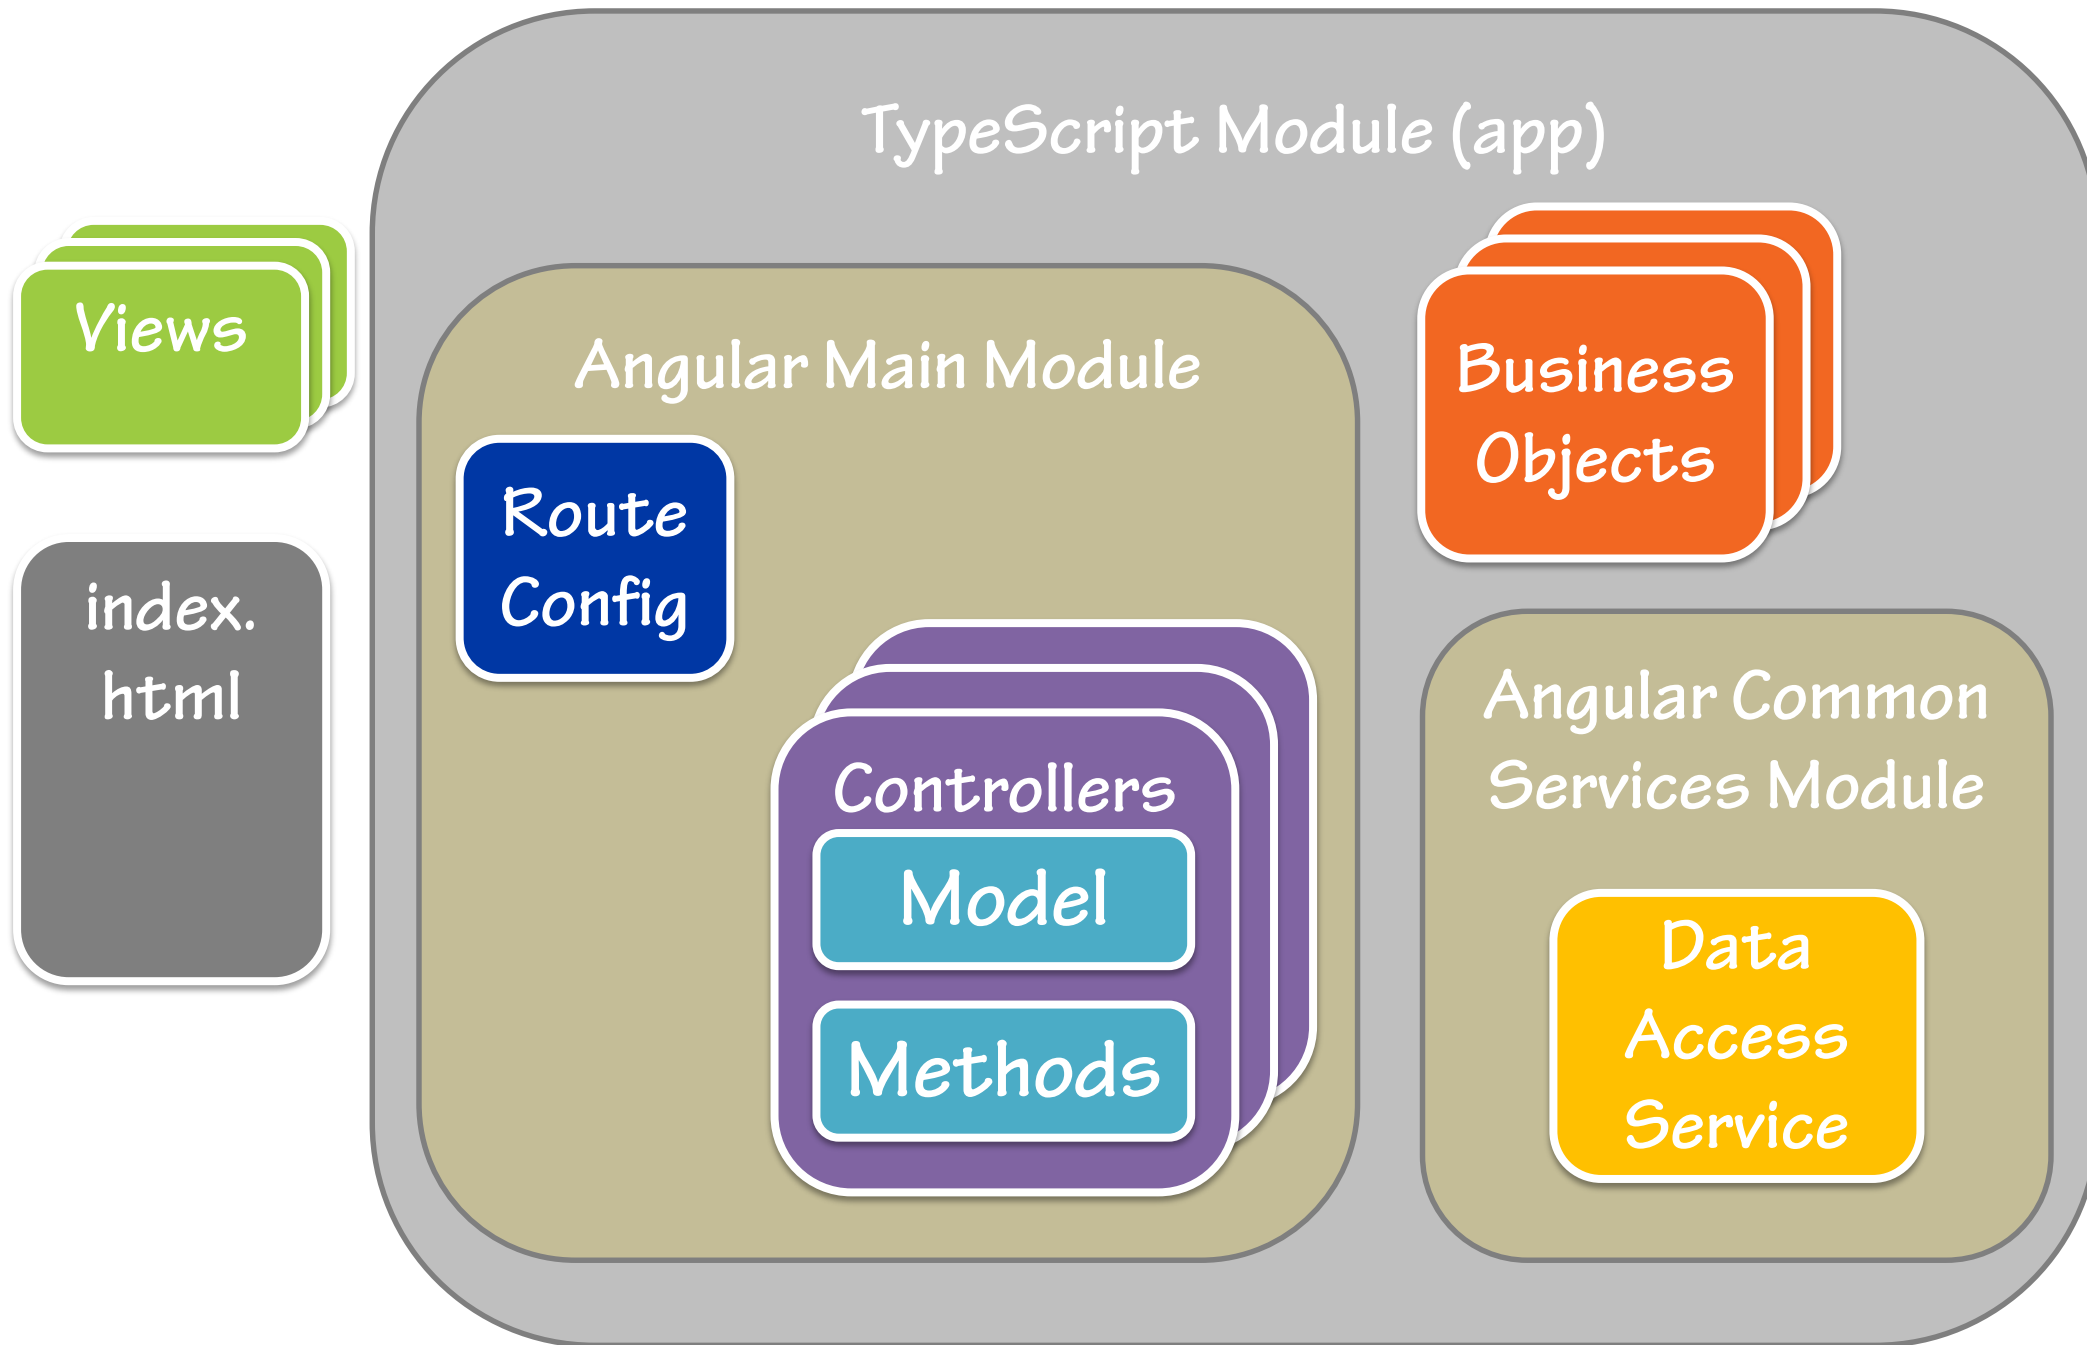 TypeScript Module (app)
Views
index.
html
Angular Main Module
Route
Config
Controllers
Model
Methods
Business
Objects
Angular Common
Services Module
Data
Access
Service